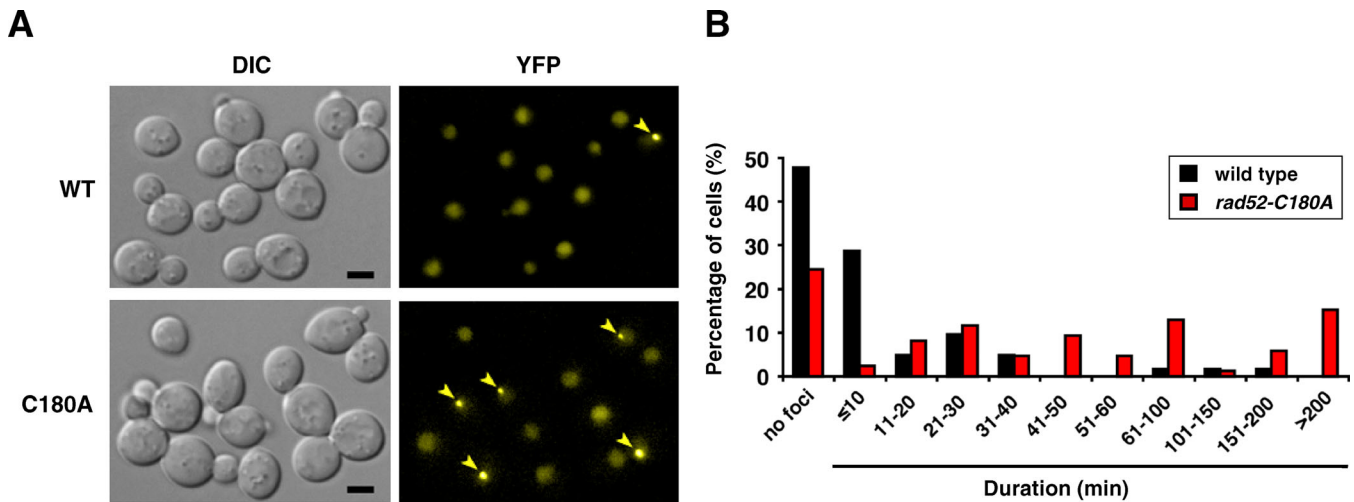 A
DIC
YFP
WT
C180A
B
Percentage of cells (%)
50
40
30
20
10
0
wild type
rad52-C180A
no foci
≤10
11-20
21-30
31-40
41-50
51-60
61-100
101-150
151-200
>200
Duration (min)